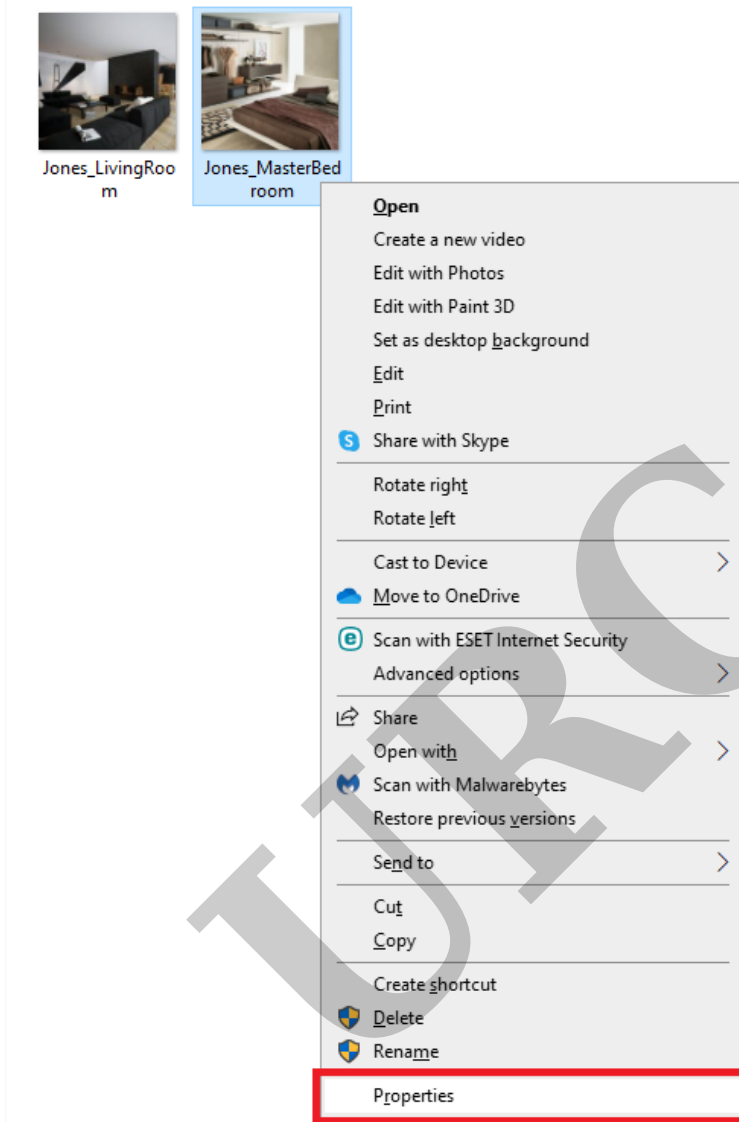 Jones_LivingRoo
m
Jones_MasterBed
room
Open
Create a new video
Edit with Photos
Edit with Paint 3D
Set as desktop background
Edit
Print
S Share with Skype
Rotate right
Rotate left
Cast to Device
Move to OneDrive
e Scan with ESET Internet Security
Advanced options
Share
Open with
Scan with Malwarebytes
Restore previous versions
Send to
Cut
Copy
Create shortcut
Delete
Rename
Properties
URC